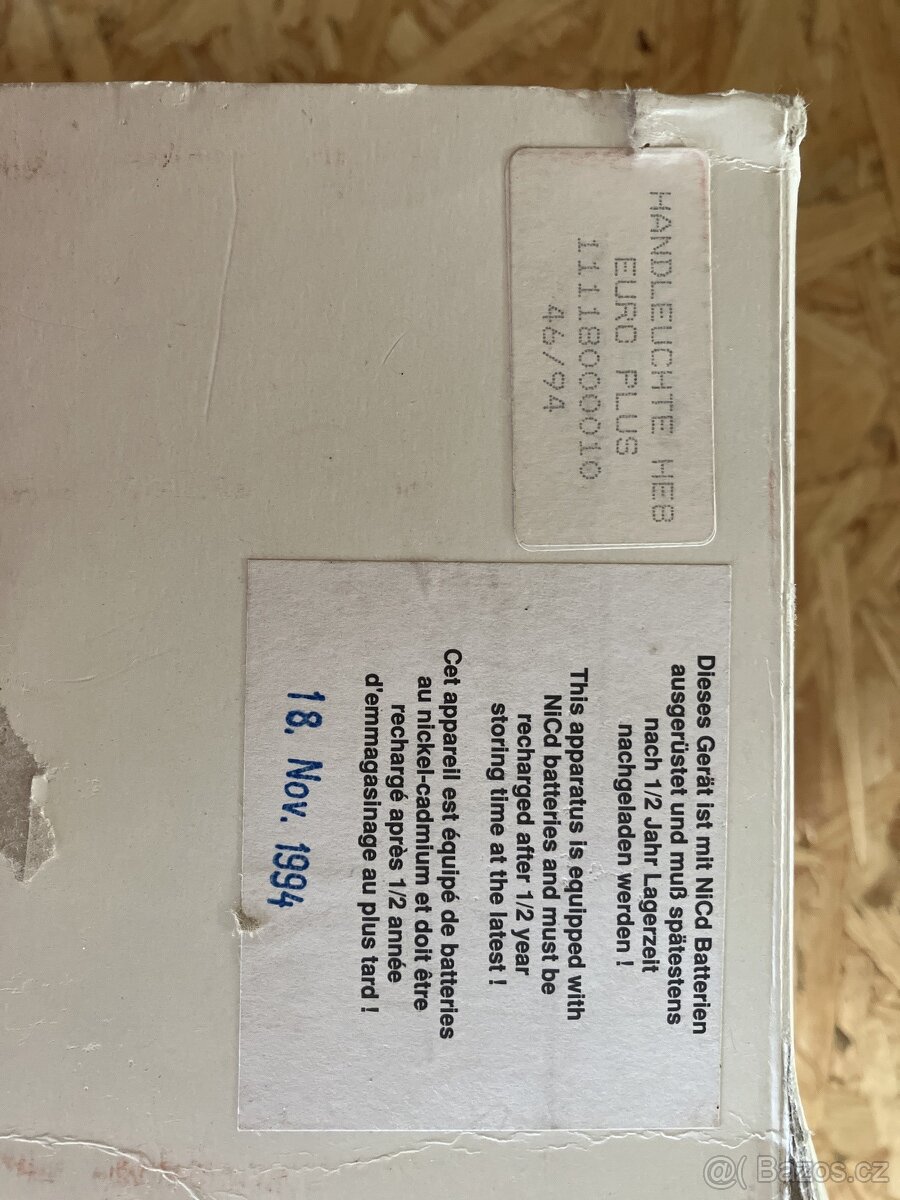 HANDLEUCHTE HE8
EURO PLUS
11118000010
46/94
Dieses Gerät ist mit NiCd Batterien
ausgerüstet und muß spätestens
nach 1/2 Jahr Lagerzeit
nachgeladen werden !
This apparatus is equipped with
NiCd batteries and must be
recharged after 1/2 year
storing time at the latest !
Cet appareil est équipé de batteries
au nickel-cadmium et doit être
rechargé après 1/2 année
d'emmagasinage au plus tard !
18. Nov. 1994
@( Bazos.cz